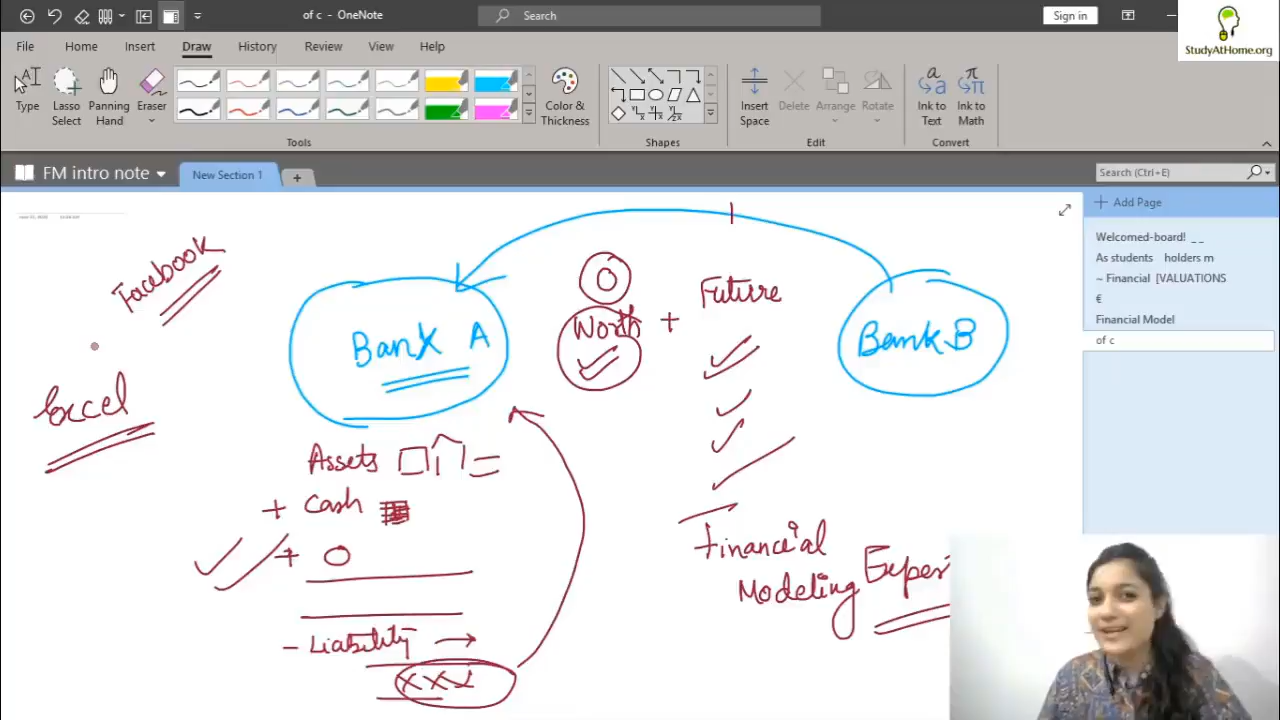 of c - OneNote
Search
Sign in
StudyAtHome.org
File
Home
Insert
Draw
History
Review
View
Help
Type
Lasso Select
Panning Hand
Eraser
Color & Thickness
Insert Space
Delete
Arrange
Rotate
Ink to Text
Ink to Math
Tools
Shapes
Edit
Convert
FM intro note
New Section 1
Search (Ctrl+E)
Add Page
Welcomed-board! _ _
As students holders m
~ Financial [VALUATIONS
€
Financial Model
of c
Facebook
Excel
Bank A
Worth + Future
Bank B
Assets
+ Cash
+ O
- Liability
XXX
Financial
Modeling
Exper